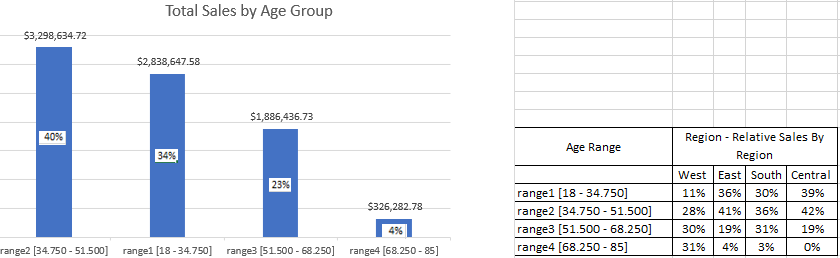 Total Sales by Age Group
$3,298,634.72
$2,838,647.58
$1,886,436.73
$326,282.78
40%
34%
23%
4%
range2 [34.750 - 51.500] range1 [18 - 34.750] range3 [51.500 - 68.250] range4 [68.250 - 85]
Age Range
Region - Relative Sales By
Region
West East South Central
range1 [18 - 34.750] 11% 36% 30% 39%
range2 [34.750 - 51.500] 28% 41% 36% 42%
range3 [51.500 - 68.250] 30% 19% 31% 19%
range4 [68.250 - 85] 31% 4% 3% 0%